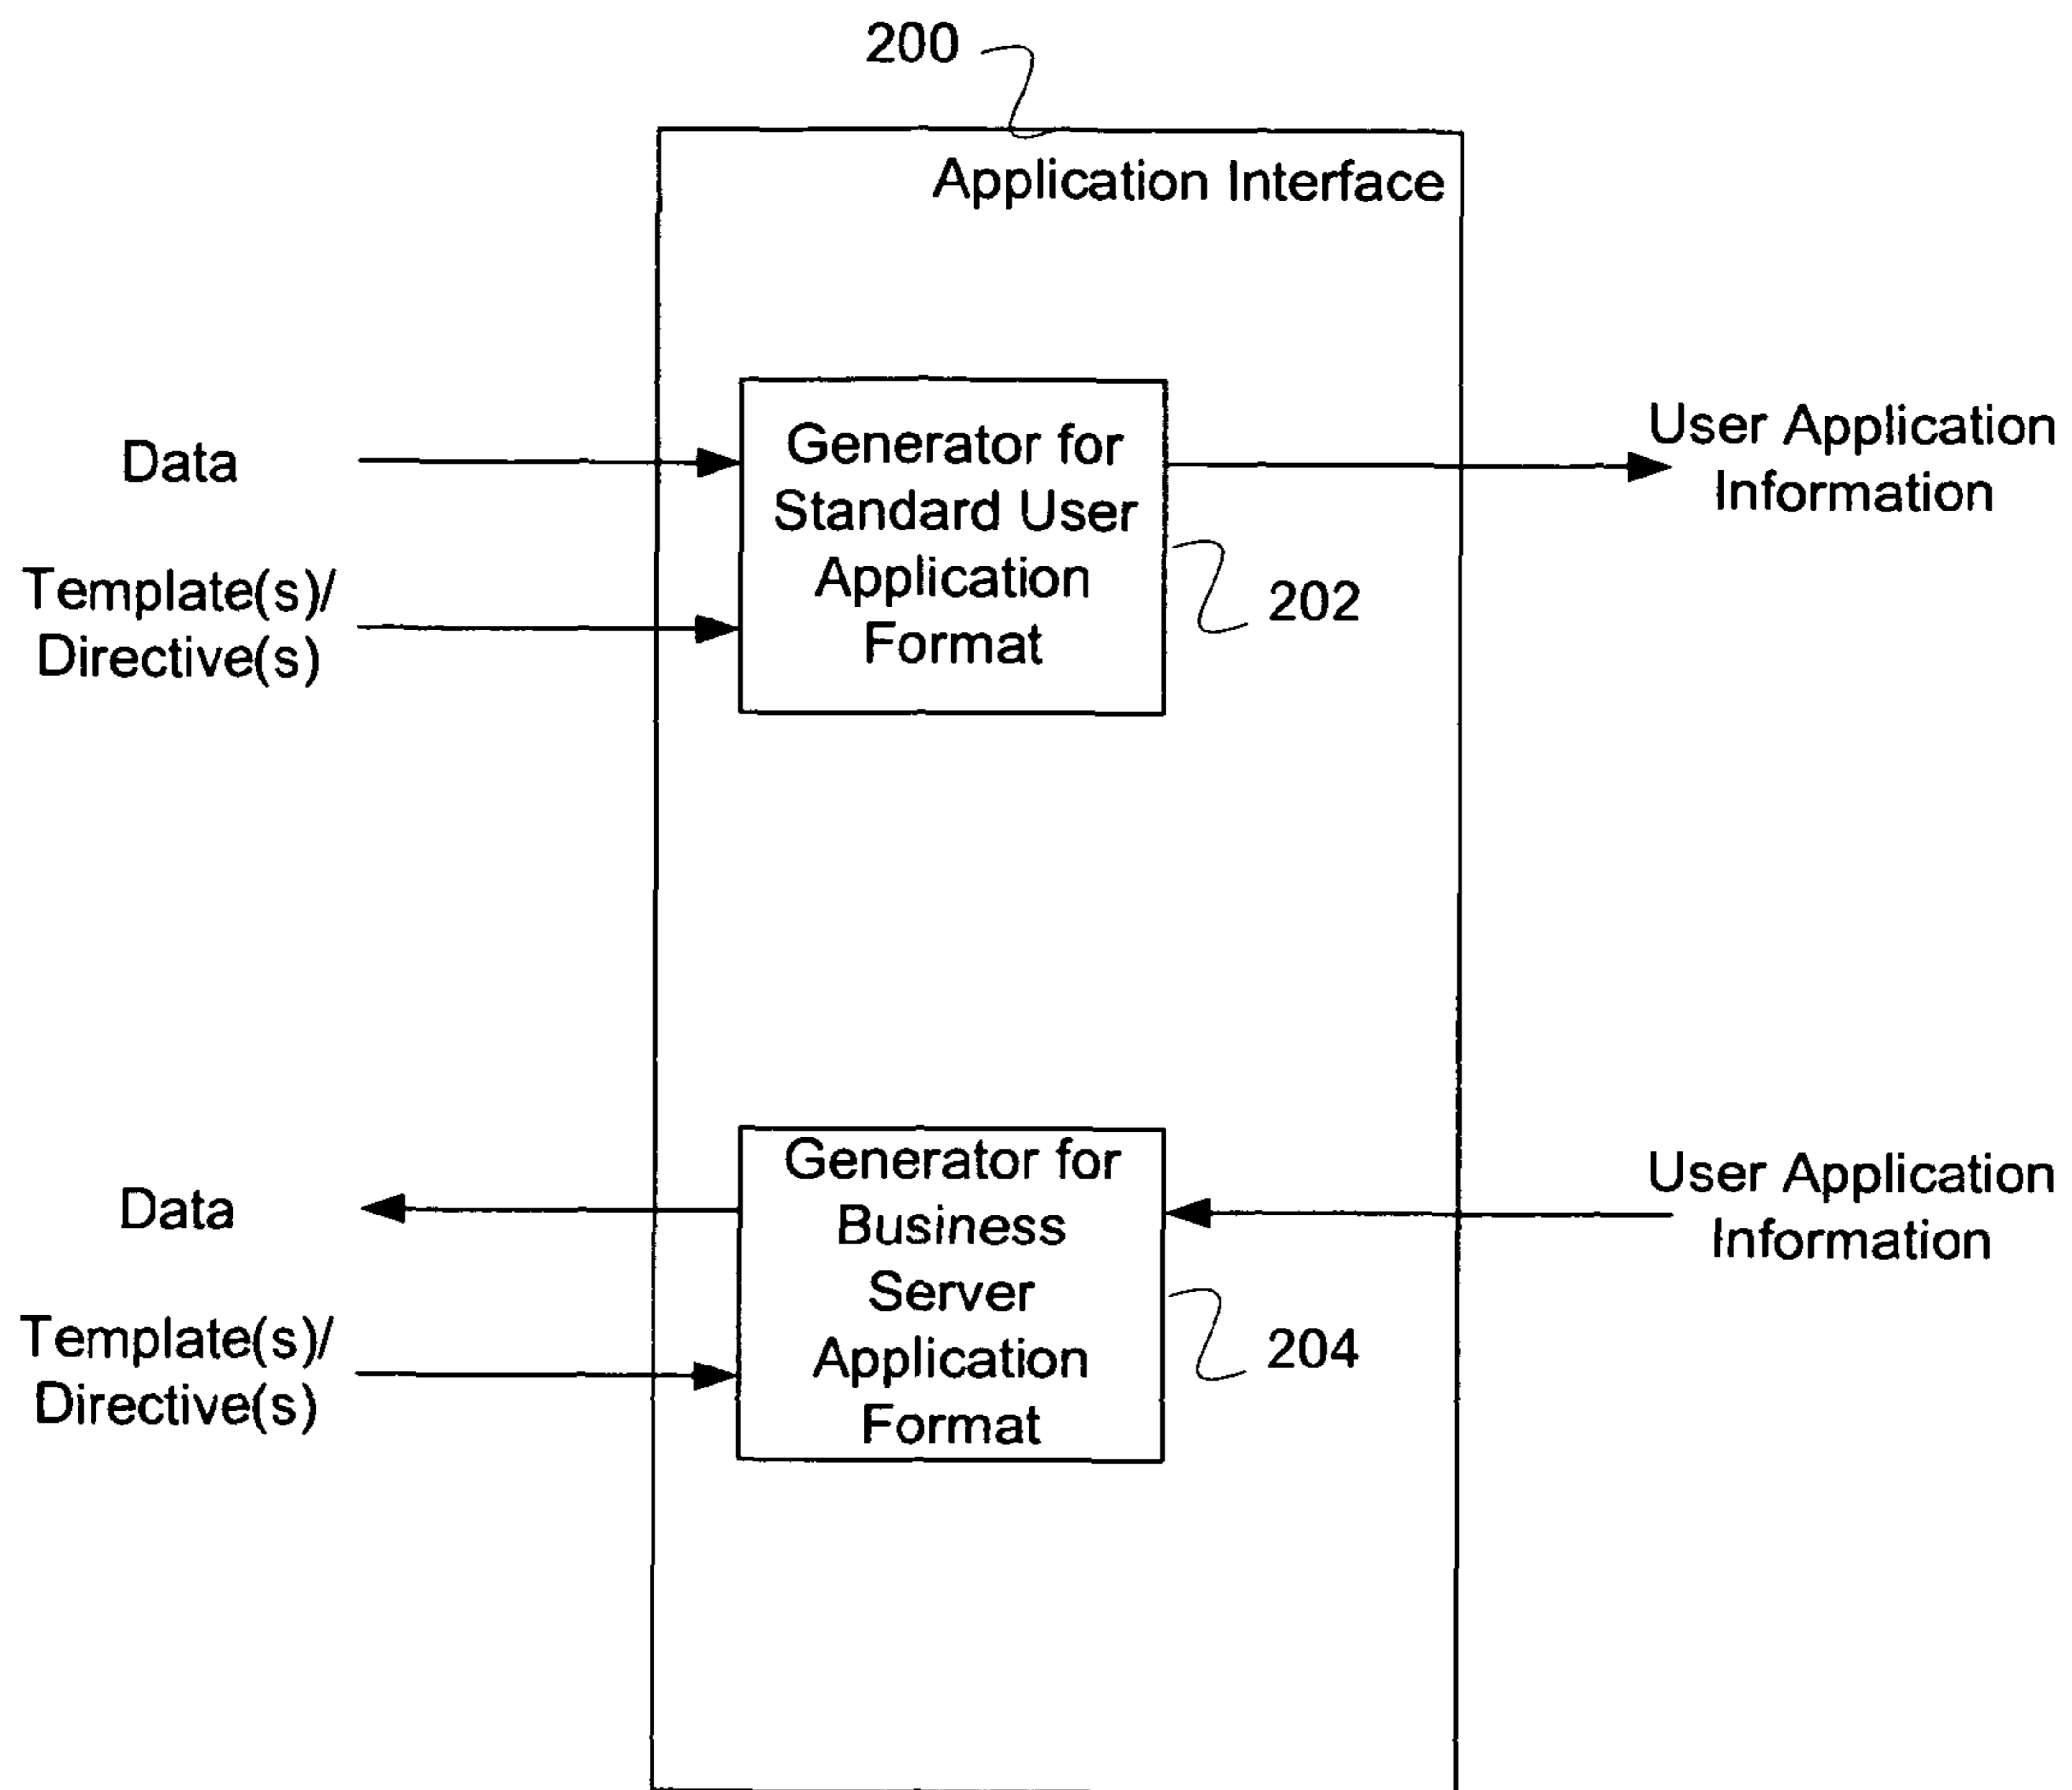 200
Application Interface
Data
Template(s)/
Directive(s)
Generator for
Standard User
Application
Format
202
User Application
Information
Data
Template(s)/
Directive(s)
Generator for
Business
Server
Application
Format
204
User Application
Information